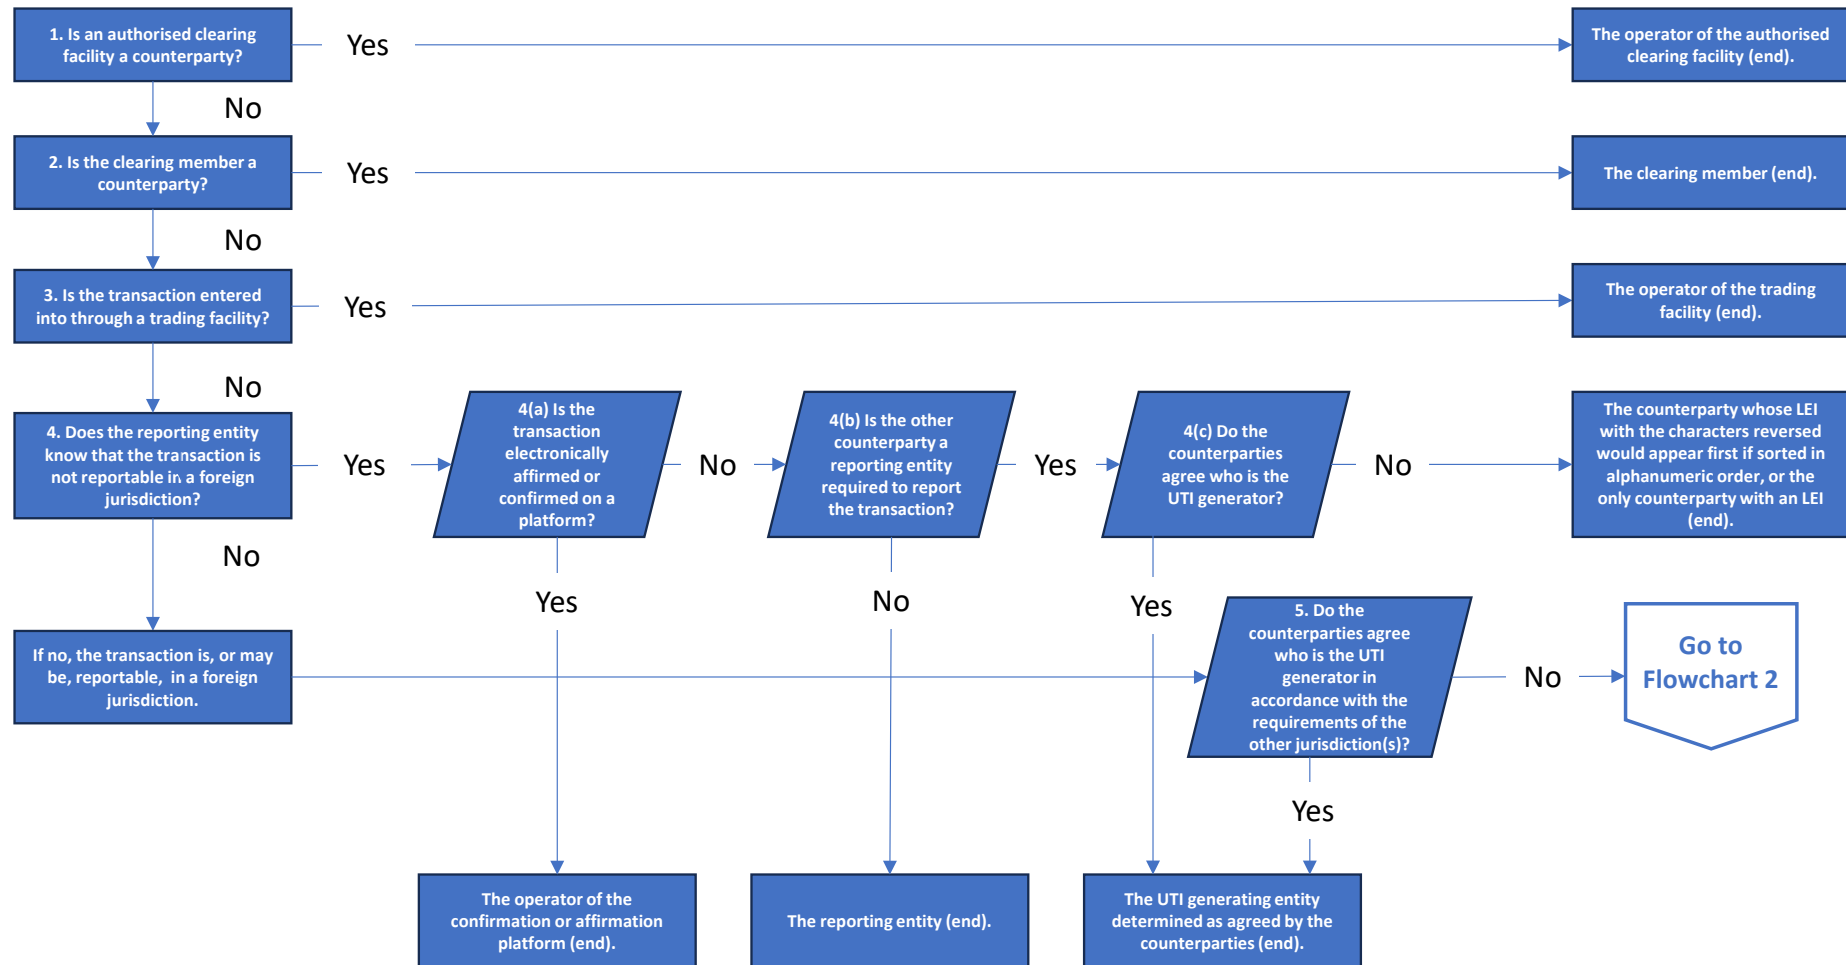 1. Is an authorised clearing
facility a counterparty?
Yes
The operator of the authorised
clearing facility (end).
No
2. Is the clearing member a
counterparty?
Yes
The clearing member (end).
No
3. Is the transaction entered
into through a trading facility?
Yes
The operator of the trading
facility (end).
No
4. Does the reporting entity
know that the transaction is
not reportable in a foreign
jurisdiction?
Yes
4(a) Is the
transaction
electronically
affirmed or
confirmed on a
platform?
No
4(b) Is the other
counterparty a
reporting entity
required to report
the transaction?
Yes
4(c) Do the
counterparties
agree who is the
UTI generator?
No
The counterparty whose LEI
with the characters reversed
would appear first if sorted in
alphanumeric order, or the
only counterparty with an LEI
(end).
No
Yes
No
Yes
If no, the transaction is, or may
be, reportable, in a foreign
jurisdiction.
5. Do the
counterparties agree
who is the UTI
generator in
accordance with the
requirements of the
other jurisdiction(s)?
No
Go to
Flowchart 2
Yes
The operator of the
confirmation or affirmation
platform (end).
The reporting entity (end).
The UTI generating entity
determined as agreed by the
counterparties (end).